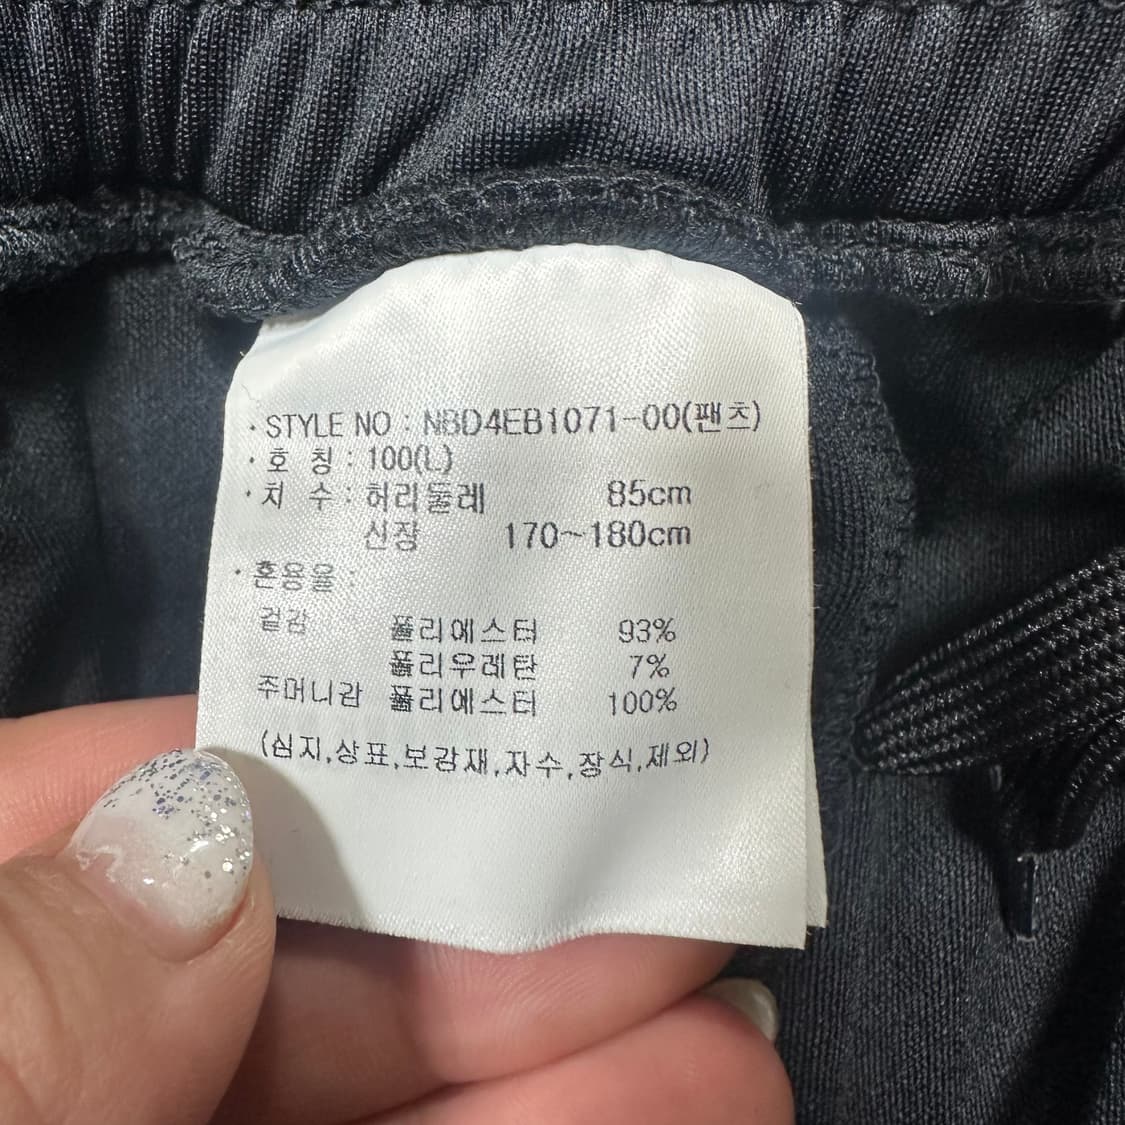 · STYLE NO : NBD4EB1071-00(팬츠)
· 호 칭 : 100(L)
· 치 수 : 허리둘레 85cm
신장 170~180cm
· 혼용율 :
겉감 폴리에스터 93%
폴리우레탄 7%
주머니감 폴리에스터 100%
(심지,상표,보강재,자수,장식,제외)